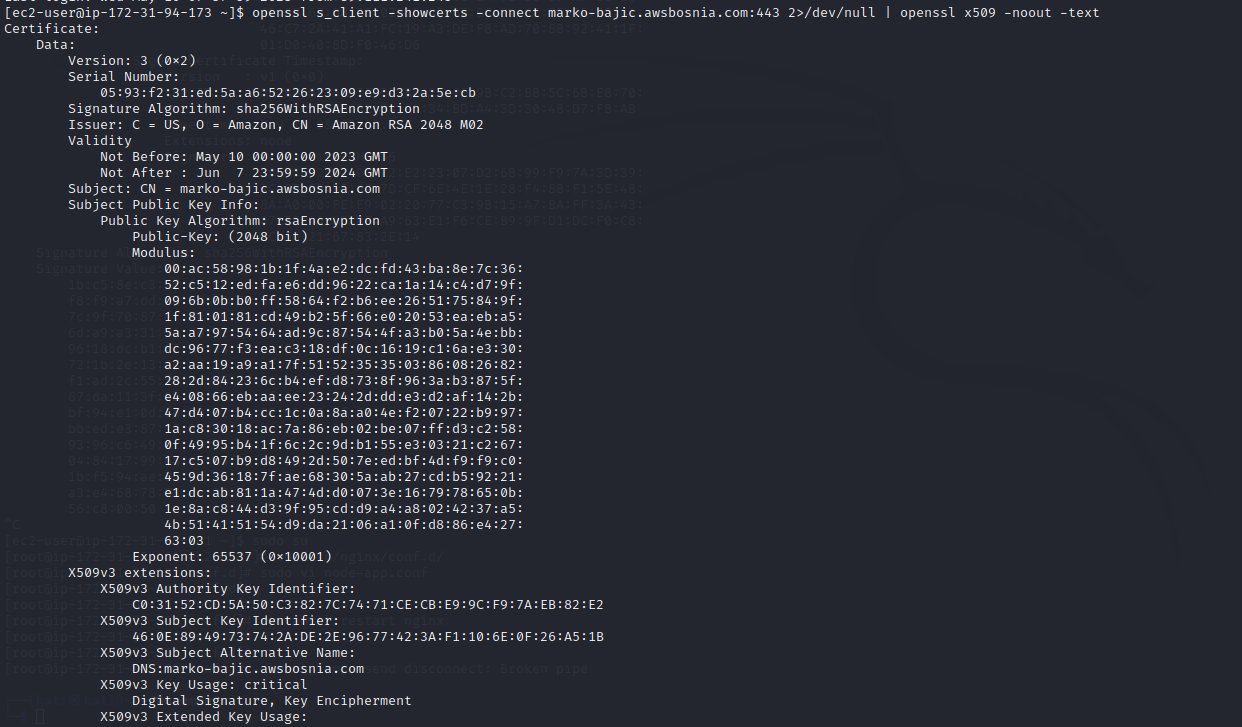 [ec2-user@ip-172-31-94-173 ~]$ openssl s_client -showcerts -connect marko-bajic.awsbosnia.com:443 2>/dev/null | openssl x509 -noout -text
Certificate:
    Data:
        Version: 3 (0×2)
        Serial Number:
            05:93:f2:31:ed:5a:a6:52:26:23:09:e9:d3:2a:5e:cb
        Signature Algorithm: sha256WithRSAEncryption
        Issuer: C = US, O = Amazon, CN = Amazon RSA 2048 M02
        Validity
            Not Before: May 10 00:00:00 2023 GMT
            Not After : Jun  7 23:59:59 2024 GMT
        Subject: CN = marko-bajic.awsbosnia.com
        Subject Public Key Info:
            Public Key Algorithm: rsaEncryption
                Public-Key: (2048 bit)
                Modulus:
                    00:ac:58:98:1b:1f:4a:e2:dc:fd:43:ba:8e:7c:36:
                    52:c5:12:ed:fa:e6:dd:96:22:ca:1a:14:c4:d7:9f:
                    09:6b:0b:b0:ff:58:64:f2:b6:ee:26:51:75:84:9f:
                    1f:81:01:81:cd:49:b2:5f:66:e0:20:53:ea:eb:a5:
                    5a:a7:97:54:64:ad:9c:87:54:4f:a3:b0:5a:4e:bb:
                    dc:96:77:f3:ea:c3:18:df:0c:16:19:c1:6a:e3:30:
                    a2:aa:19:a9:a1:7f:51:52:35:35:03:86:08:26:82:
                    28:2d:84:23:6c:b4:ef:d8:73:8f:96:3a:b3:87:5f:
                    e4:08:66:eb:aa:ee:23:24:2d:dd:e3:d2:af:14:2b:
                    47:d4:07:b4:cc:1c:0a:8a:a0:4e:f2:07:22:b9:97:
                    1a:c8:30:18:ac:7a:86:eb:02:be:07:ff:d3:c2:58:
                    0f:49:95:b4:1f:6c:2c:9d:b1:55:e3:03:21:c2:67:
                    17:c5:07:b9:d8:49:2d:50:7e:ed:bf:4d:f9:f9:c0:
                    45:9d:36:18:7f:ae:68:30:5a:ab:27:cd:b5:92:21:
                    e1:dc:ab:81:1a:47:4d:d0:07:3e:16:79:78:65:0b:
                    1e:8a:c8:44:d3:9f:95:cd:d9:a4:a8:02:42:37:a5:
                    4b:51:41:51:54:d9:da:21:06:a1:0f:d8:86:e4:27:
                    63:03
                Exponent: 65537 (0×10001)
        X509v3 extensions:
            X509v3 Authority Key Identifier:
                C0:31:52:CD:5A:50:C3:82:7C:74:71:CE:CB:E9:9C:F9:7A:EB:82:E2
            X509v3 Subject Key Identifier:
                46:0E:89:49:73:74:2A:DE:2E:96:77:42:3A:F1:10:6E:0F:26:A5:1B
            X509v3 Subject Alternative Name:
                DNS:marko-bajic.awsbosnia.com
            X509v3 Key Usage: critical
                Digital Signature, Key Encipherment
            X509v3 Extended Key Usage: